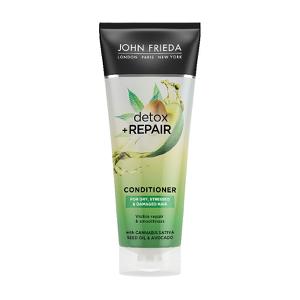 JOHN FRIEDA
LONDON PARIS NEW YORK
detox
+REPAIR
CONDITIONER
FOR DRY, STRESSED
& DAMAGED HAIR
Visible repair
& smoothness
with CANNABIS SATIVA
SEED OIL & AVOCADO